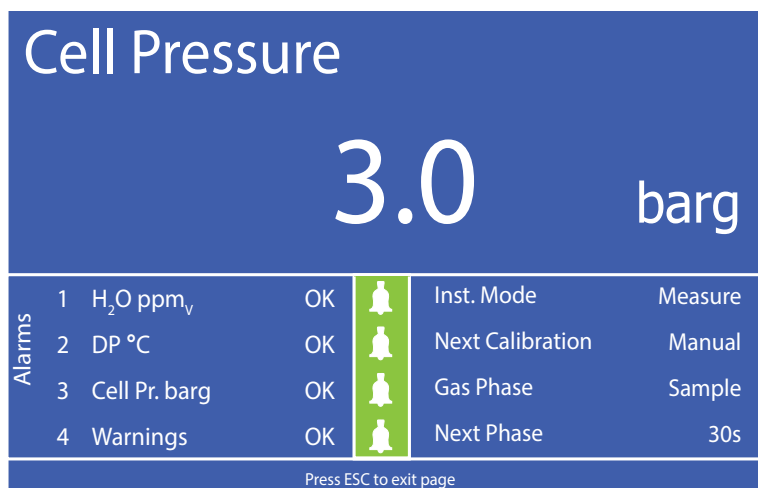 Cell Pressure
3.0 barg
Alarms
1 H₂O ppmᵥ OK
2 DP °C OK
3 Cell Pr. barg OK
4 Warnings OK
Inst. Mode Measure
Next Calibration Manual
Gas Phase Sample
Next Phase 30s
Press ESC to exit page